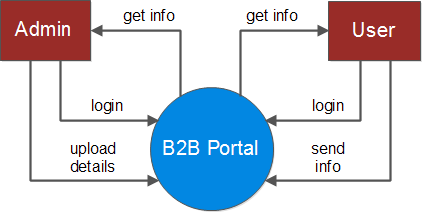 get info
get info
Admin
User
login
login
B2B Portal
upload
details
send
info